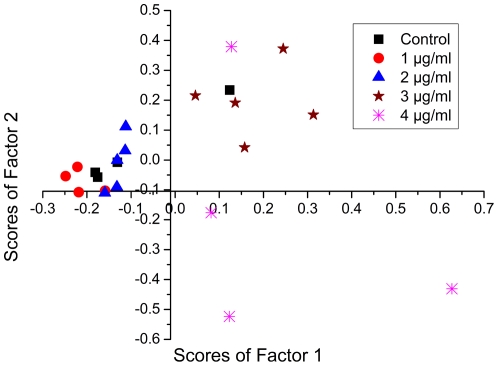 0.5
0.4
0.3
0.2
0.1
0.0
-0.1
-0.2
-0.3
-0.4
-0.5
-0.6
-0.3 -0.2 -0.1 0.0 0.1 0.2 0.3 0.4 0.5 0.6 0.7
Scores of Factor 2
Scores of Factor 1
Control
1 µg/ml
2 µg/ml
3 µg/ml
4 µg/ml